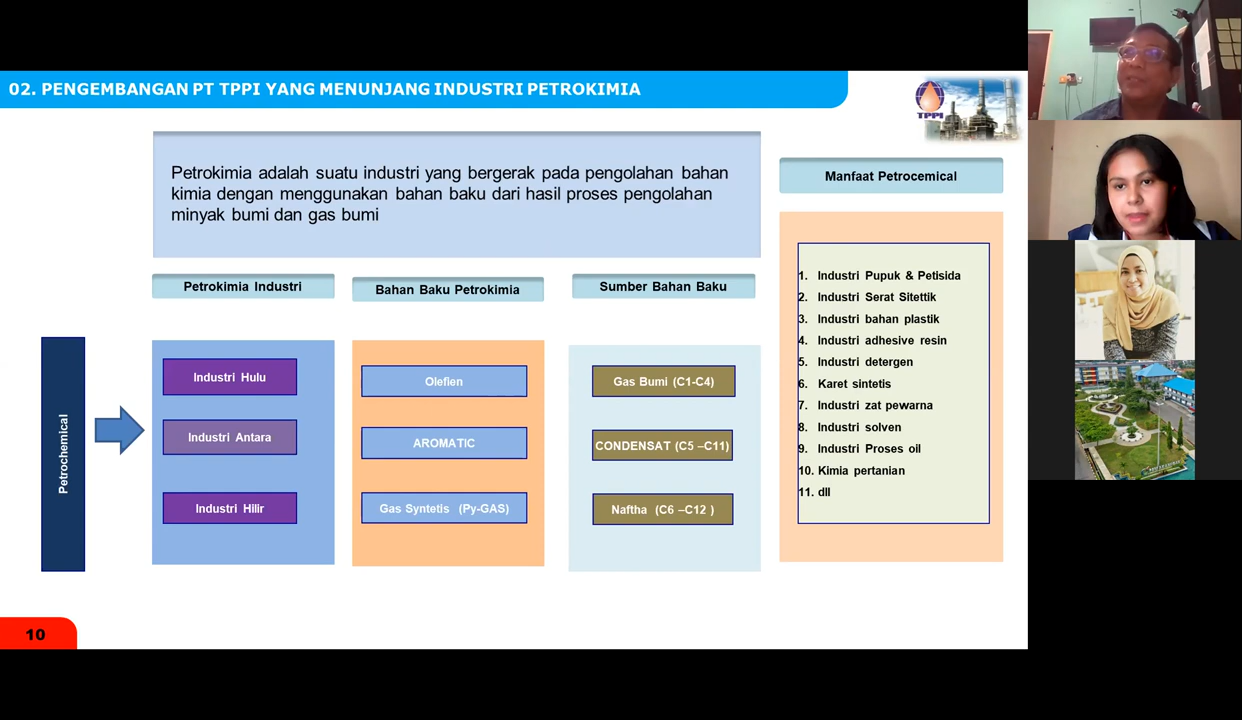 02. PENGEMBANGAN PT TPPI YANG MENUNJANG INDUSTRI PETROKIMIA
TPPI
Petrokimia adalah suatu industri yang bergerak pada pengolahan bahan
kimia dengan menggunakan bahan baku dari hasil proses pengolahan
minyak bumi dan gas bumi
Manfaat Petrocemical
Petrokimia Industri
Bahan Baku Petrokimia
Sumber Bahan Baku
Petrochemical
Industri Hulu
Industri Antara
Industri Hilir
Olefien
AROMATIC
Gas Syntetis (Py-GAS)
Gas Bumi (C1-C4)
CONDENSAT (C5 –C11)
Naftha (C6 –C12 )
1. Industri Pupuk & Petisida
2. Industri Serat Sitettik
3. Industri bahan plastik
4. Industri adhesive resin
5. Industri detergen
6. Karet sintetis
7. Industri zat pewarna
8. Industri solven
9. Industri Proses oil
10. Kimia pertanian
11. dll
10